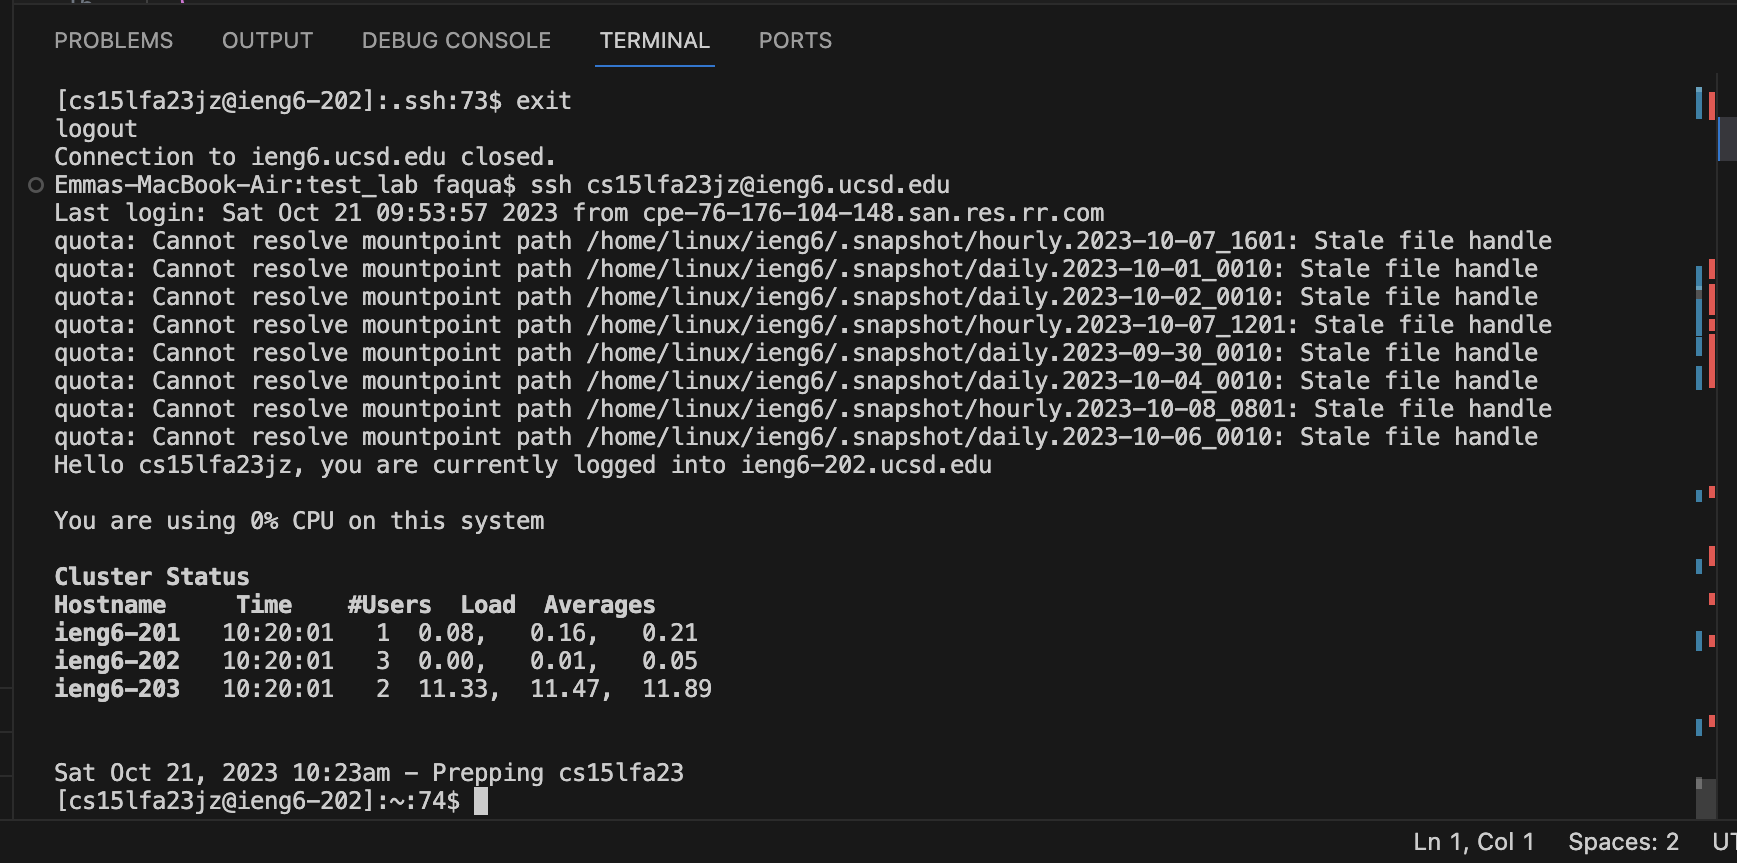 PROBLEMS OUTPUT DEBUG CONSOLE TERMINAL PORTS
[cs15lfa23jz@ieng6-202]:.ssh:73$ exit
logout
Connection to ieng6.ucsd.edu closed.
Emmas-MacBook-Air:test_lab faqua$ ssh cs15lfa23jz@ieng6.ucsd.edu
Last login: Sat Oct 21 09:53:57 2023 from cpe-76-176-104-148.san.res.rr.com
quota: Cannot resolve mountpoint path /home/linux/ieng6/.snapshot/hourly.2023-10-07_1601: Stale file handle
quota: Cannot resolve mountpoint path /home/linux/ieng6/.snapshot/daily.2023-10-01_0010: Stale file handle
quota: Cannot resolve mountpoint path /home/linux/ieng6/.snapshot/daily.2023-10-02_0010: Stale file handle
quota: Cannot resolve mountpoint path /home/linux/ieng6/.snapshot/hourly.2023-10-07_1201: Stale file handle
quota: Cannot resolve mountpoint path /home/linux/ieng6/.snapshot/daily.2023-09-30_0010: Stale file handle
quota: Cannot resolve mountpoint path /home/linux/ieng6/.snapshot/daily.2023-10-04_0010: Stale file handle
quota: Cannot resolve mountpoint path /home/linux/ieng6/.snapshot/hourly.2023-10-08_0801: Stale file handle
quota: Cannot resolve mountpoint path /home/linux/ieng6/.snapshot/daily.2023-10-06_0010: Stale file handle
Hello cs15lfa23jz, you are currently logged into ieng6-202.ucsd.edu
You are using 0% CPU on this system
Cluster Status
Hostname Time #Users Load Averages
ieng6-201 10:20:01 1 0.08, 0.16, 0.21
ieng6-202 10:20:01 3 0.00, 0.01, 0.05
ieng6-203 10:20:01 2 11.33, 11.47, 11.89
Sat Oct 21, 2023 10:23am - Prepping cs15lfa23
[cs15lfa23jz@ieng6-202]:~:74$
Ln 1, Col 1 Spaces: 2